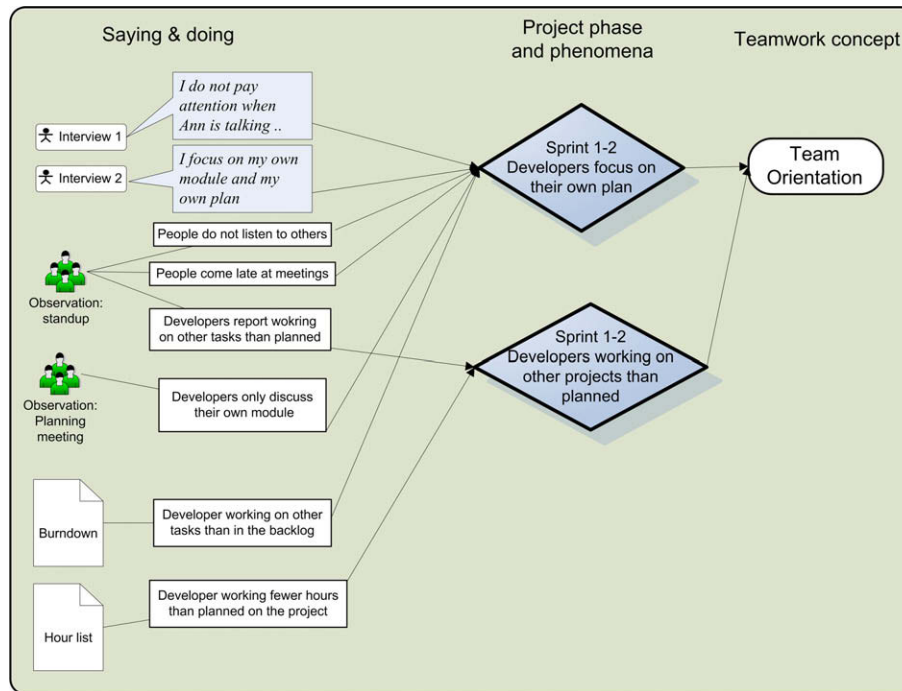 Saying & doing
Project phase
and phenomena
Teamwork concept
I do not pay
attention when
Ann is talking ..
Interview 1
I focus on my own
module and my
own plan
Interview 2
People do not listen to others
People come late at meetings
Observation:
standup
Developers report wokring
on other tasks than planned
Developers only discuss
their own module
Observation:
Planning
meeting
Burndown
Developer working on other
tasks than in the backlog
Hour list
Developer working fewer hours
than planned on the project
Sprint 1-2
Developers focus on
their own plan
Sprint 1-2
Developers working on
other projects than
planned
Team
Orientation